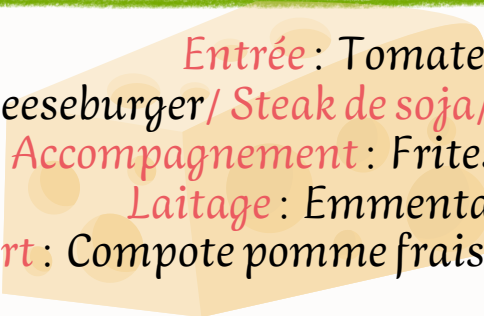 Entrée : Tomate
eeseburger/ Steak de soja/
Accompagnement : Frites
Laitage : Emmenta
rt : Compote pomme frais